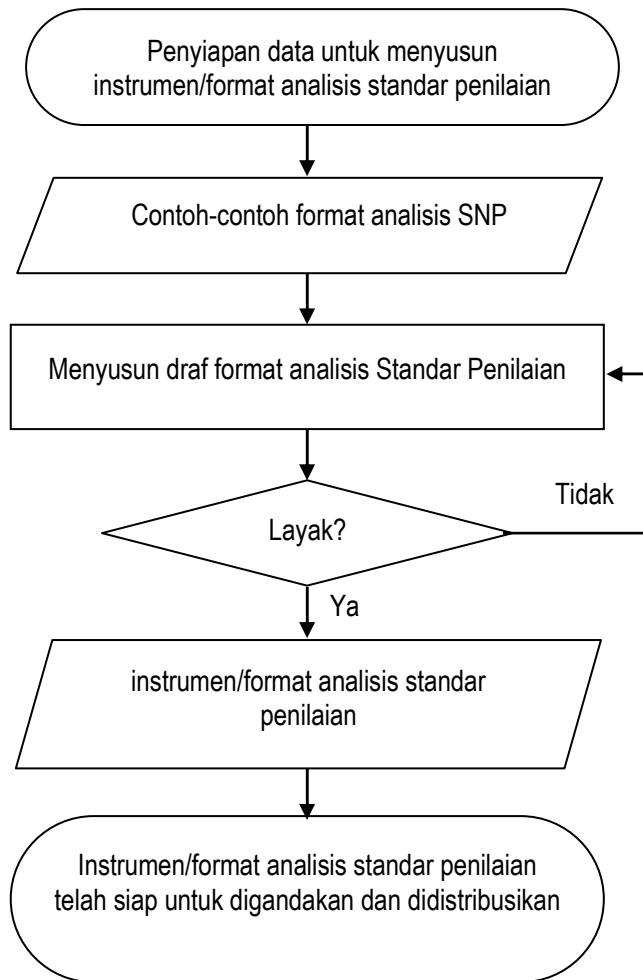 Penyiapan data untuk menyusun
instrumen/format analisis standar penilaian
Contoh-contoh format analisis SNP
Menyusun draf format analisis Standar Penilaian
Tidak
Layak?
Ya
instrumen/format analisis standar
penilaian
Instrumen/format analisis standar penilaian
telah siap untuk digandakan dan didistribusikan